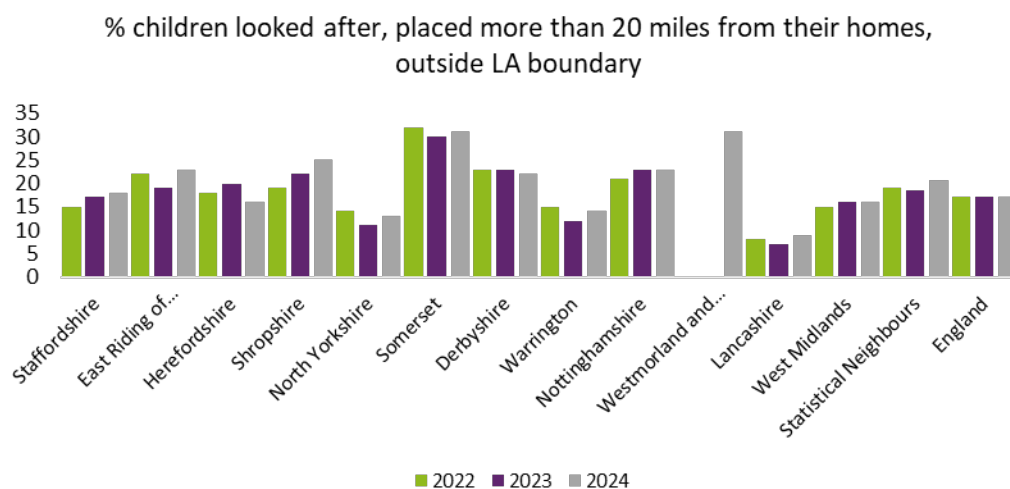 % children looked after, placed more than 20 miles from their homes,
outside LA boundary
35
30
25
20
15
10
5
0
Staffordshire
East Riding of...
Herefordshire
Shropshire
North Yorkshire
Somerset
Derbyshire
Warrington
Nottinghamshire
Westmorland and...
Lancashire
West Midlands
Statistical Neighbours
England
2022 2023 2024